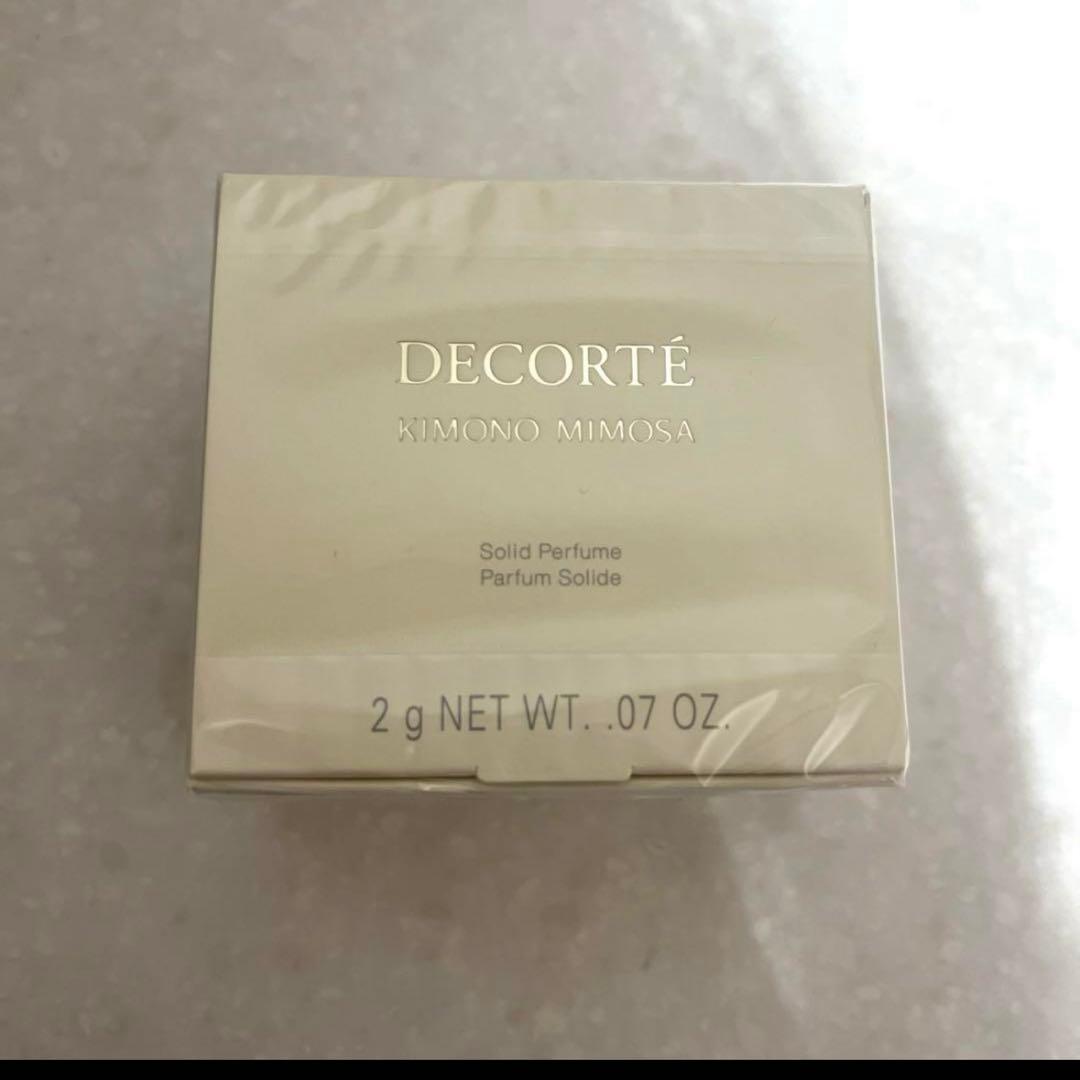 DECORTÉ
KIMONO MIMOSA
Solid Perfume
Parfum Solide
2 g NET WT. .07 OZ.